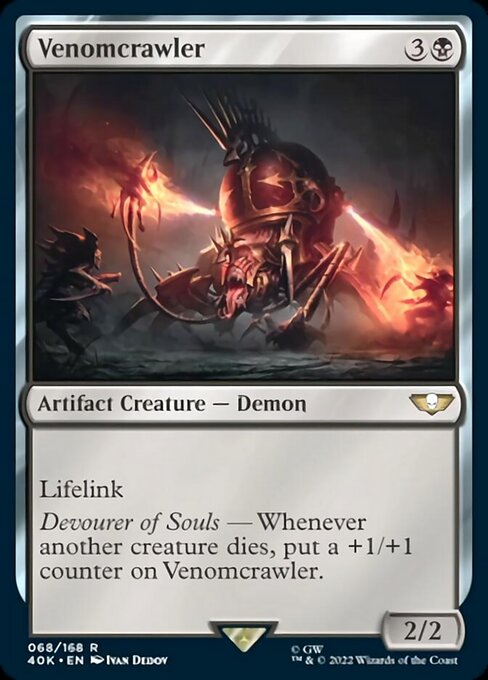 Venomcrawler 3
Artifact Creature — Demon
Lifelink
Devourer of Souls — Whenever
another creature dies, put a +1/+1
counter on Venomcrawler.
2/2
068/168 R
40K • EN Ivan Dedov
© GW
™ & © 2022 Wizards of the Coast